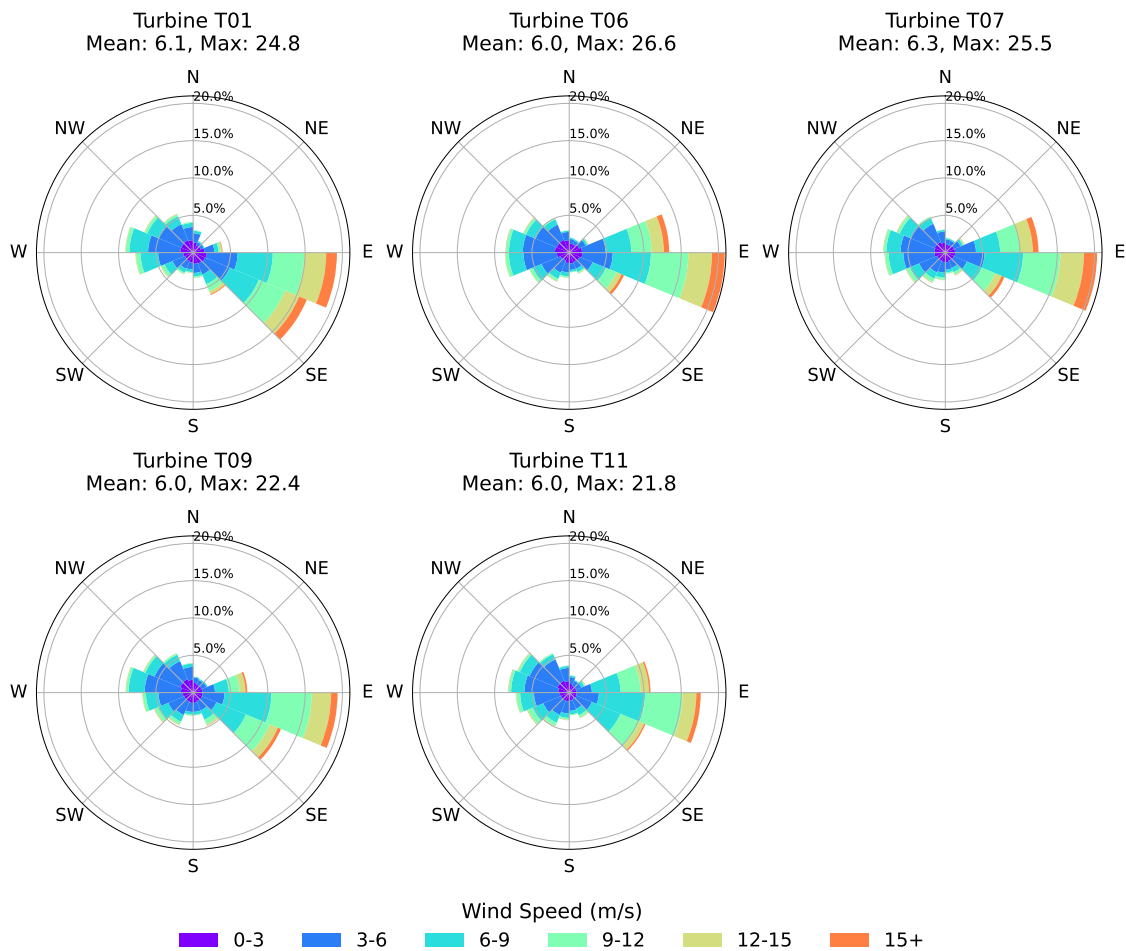 Turbine T01
Mean: 6.1, Max: 24.8
Turbine T06
Mean: 6.0, Max: 26.6
Turbine T07
Mean: 6.3, Max: 25.5
N
20.0%
NW
NE
15.0%
10.0%
5.0%
W
E
SW
SE
S
N
20.0%
NW
NE
15.0%
10.0%
5.0%
W
E
SW
SE
S
N
20.0%
NW
NE
15.0%
10.0%
5.0%
W
E
SW
SE
S
Turbine T09
Mean: 6.0, Max: 22.4
Turbine T11
Mean: 6.0, Max: 21.8
N
20.0%
NW
NE
15.0%
10.0%
5.0%
W
E
SW
SE
S
N
20.0%
NW
NE
15.0%
10.0%
5.0%
W
E
SW
SE
S
Wind Speed (m/s)
0-3 3-6 6-9 9-12 12-15 15+